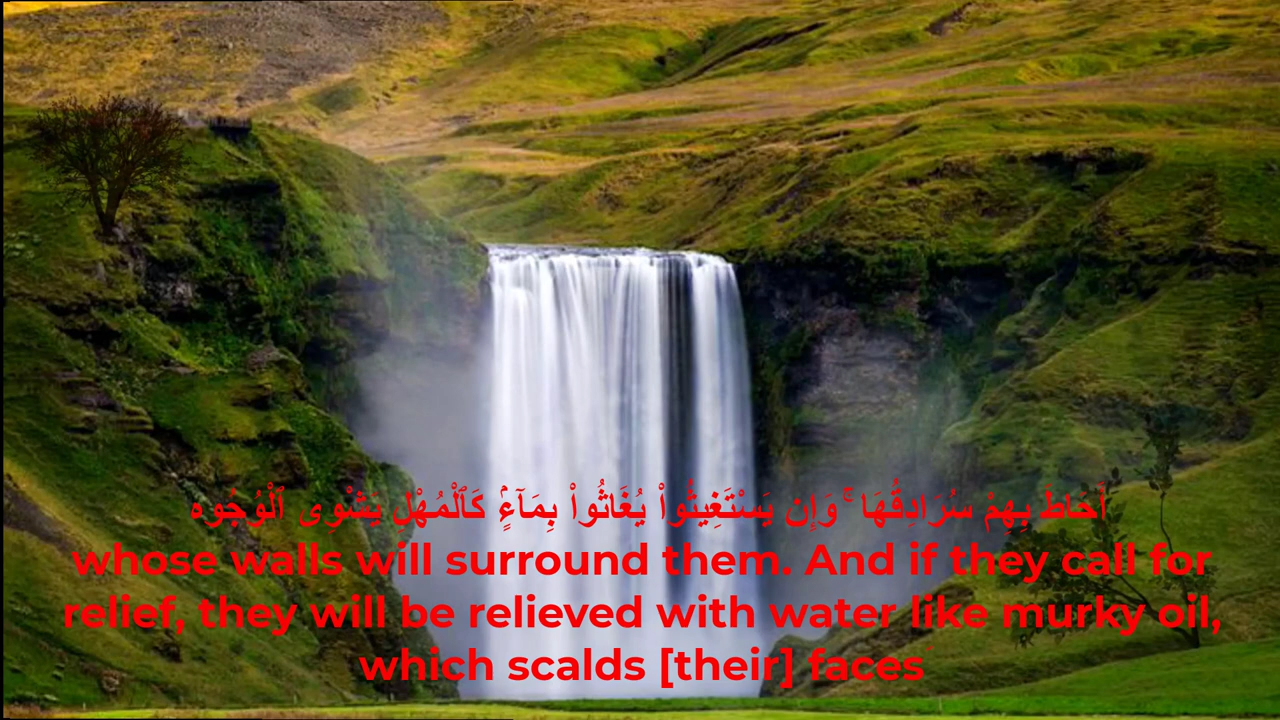 أَحَاطَ بِهِمْ سُرَادِقُهَا ۚ وَإِن يَسْتَغِيثُوا۟ يُغَاثُوا۟ بِمَآءٍۢ كَٱلْمُهْلِ يَشْوِى ٱلْوُجُوهَ
whose walls will surround them. And if they call for
relief, they will be relieved with water like murky oil,
which scalds [their] faces